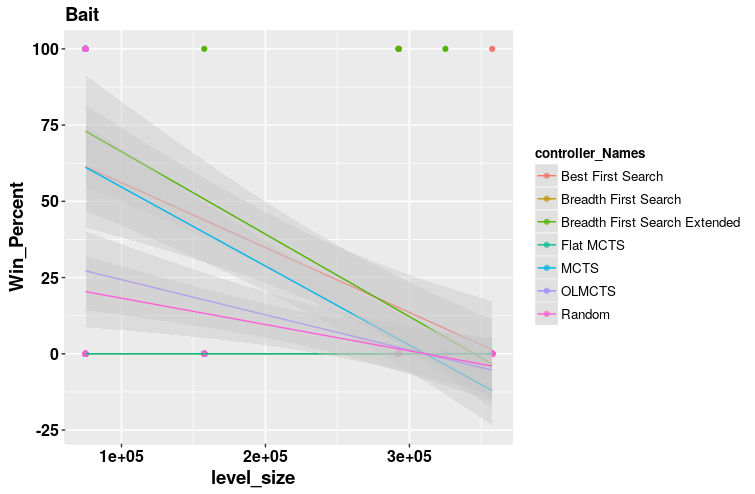 Bait
100
75
50
25
0
-25
Win_Percent
1e+05
2e+05
3e+05
level_size
controller_Names
Best First Search
Breadth First Search
Breadth First Search Extended
Flat MCTS
MCTS
OLMCTS
Random